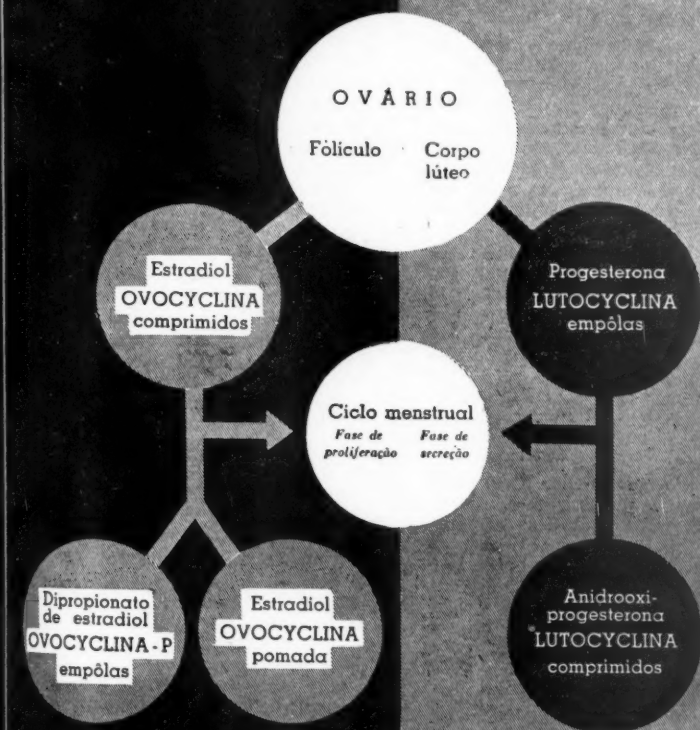 OVÁRIO
Folículo Corpo
lúteo
Estradiol
OVOCYCLINA
comprimidos
Progesterona
LUTOCYCLINA
empôlas
Ciclo menstrual
Fase de Fase de
proliferação secreção
Dipropionato
de estradiol
OVOCYCLINA-P
empôlas
Estradiol
OVOCYCLINA
pomada
Anidrooxi-
progesterona
LUTOCYCLINA
comprimidos